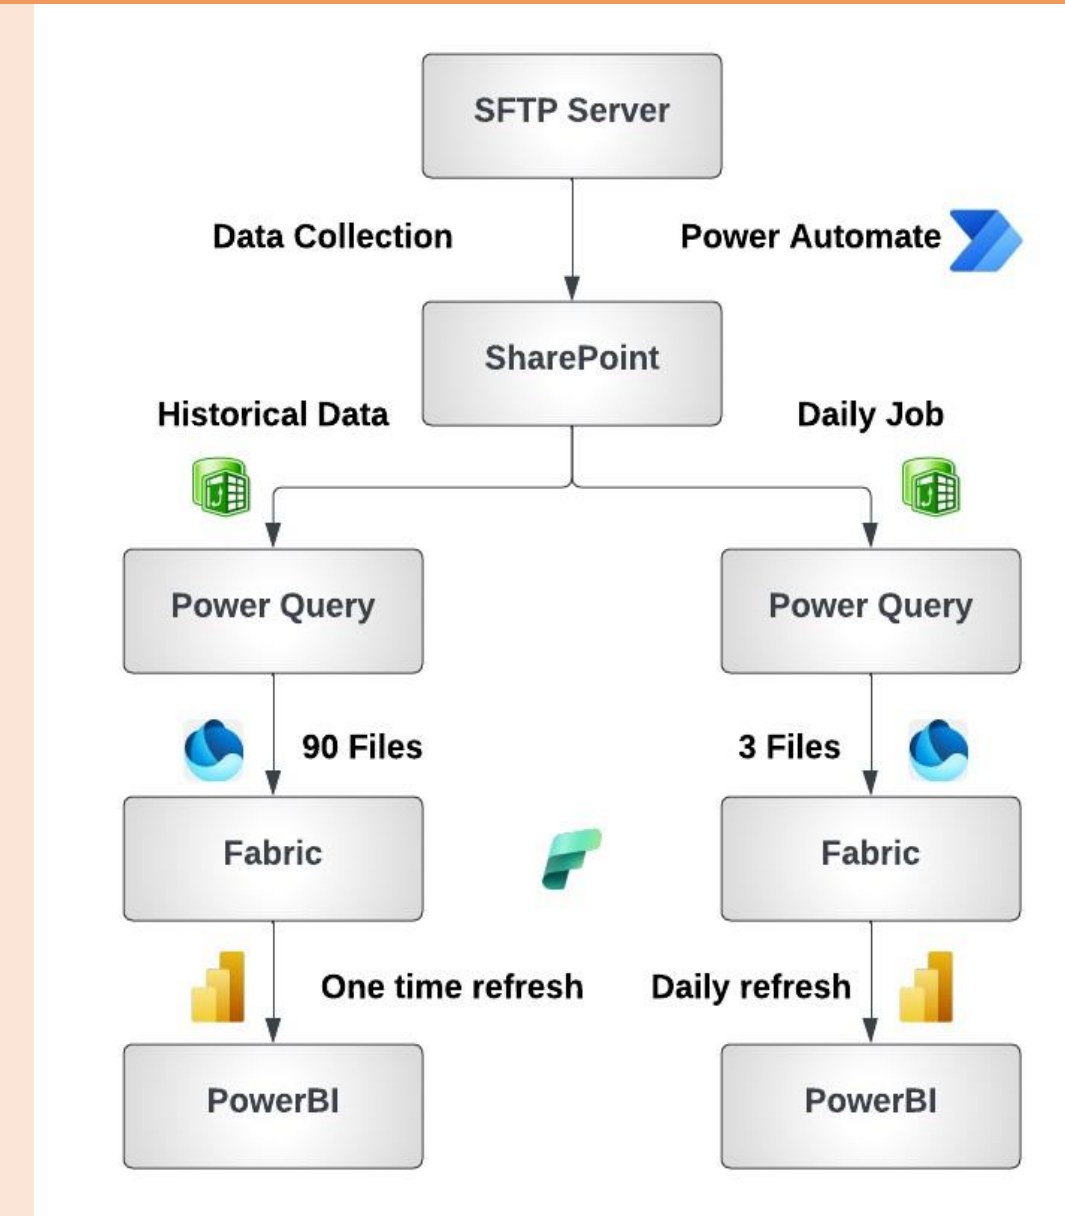 SFTP Server
Data Collection
Power Automate
SharePoint
Historical Data
Daily Job
Power Query
Power Query
90 Files
3 Files
Fabric
Fabric
One time refresh
Daily refresh
PowerBI
PowerBI